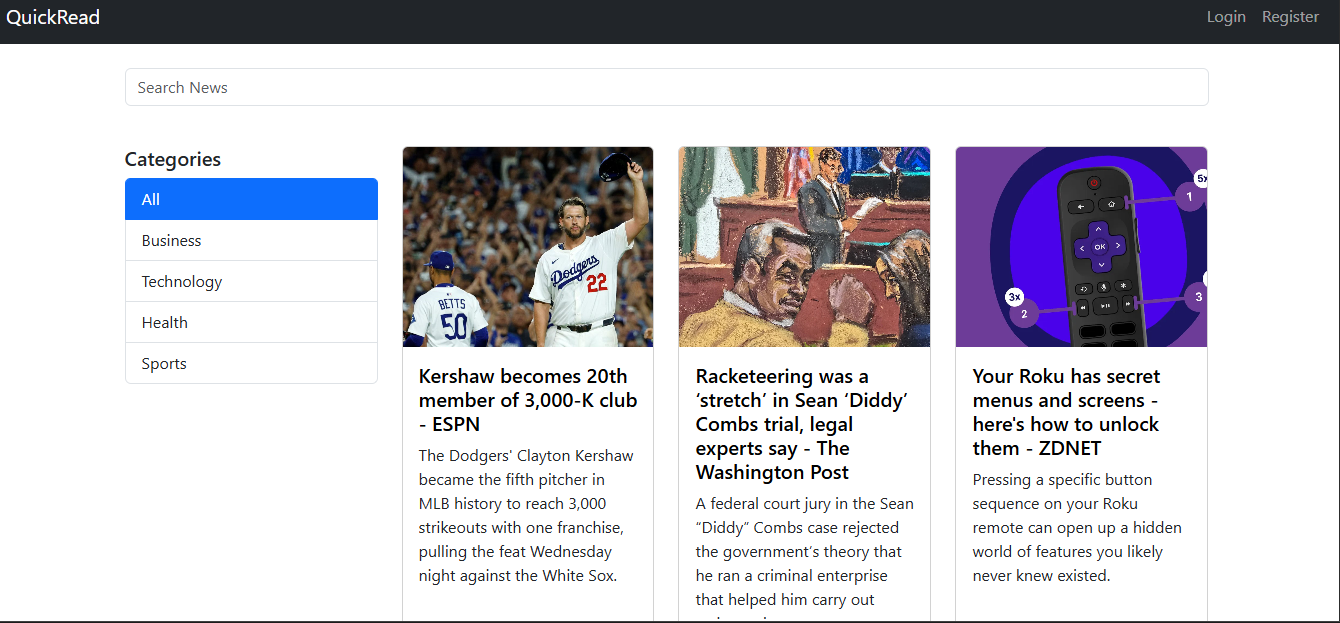 QuickRead
Login Register
Search News
Categories
All
Business
Technology
Health
Sports
Dodgers
22
BETTS
50
Kershaw becomes 20th
member of 3,000-K club
- ESPN
The Dodgers' Clayton Kershaw
became the fifth pitcher in
MLB history to reach 3,000
strikeouts with one franchise,
pulling the feat Wednesday
night against the White Sox.
Racketeering was a
‘stretch’ in Sean ‘Diddy’
Combs trial, legal
experts say - The
Washington Post
A federal court jury in the Sean
“Diddy” Combs case rejected
the government’s theory that
he ran a criminal enterprise
that helped him carry out
5x
1
OK
3x
2
3
Your Roku has secret
menus and screens -
here's how to unlock
them - ZDNET
Pressing a specific button
sequence on your Roku
remote can open up a hidden
world of features you likely
never knew existed.